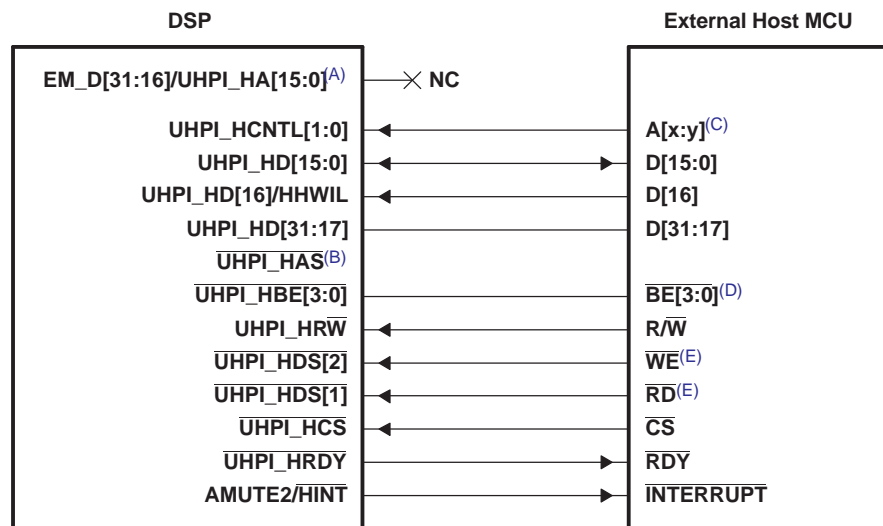 DSP External Host MCU
EM_D[31:16]/UHPI_HA[15:0](A) NC
UHPI_HCNTL[1:0] A[x:y](C)
UHPI_HD[15:0] D[15:0]
UHPI_HD[16]/HHWIL D[16]
UHPI_HD[31:17] D[31:17]
UHPI_HAS(B)
UHPI_HBE[3:0] BE[3:0](D)
UHPI_HRW R/W
UHPI_HDS[2] WE(E)
UHPI_HDS[1] RD(E)
UHPI_HCS CS
UHPI_HRDY RDY
AMUTE2/HINT INTERRUPT